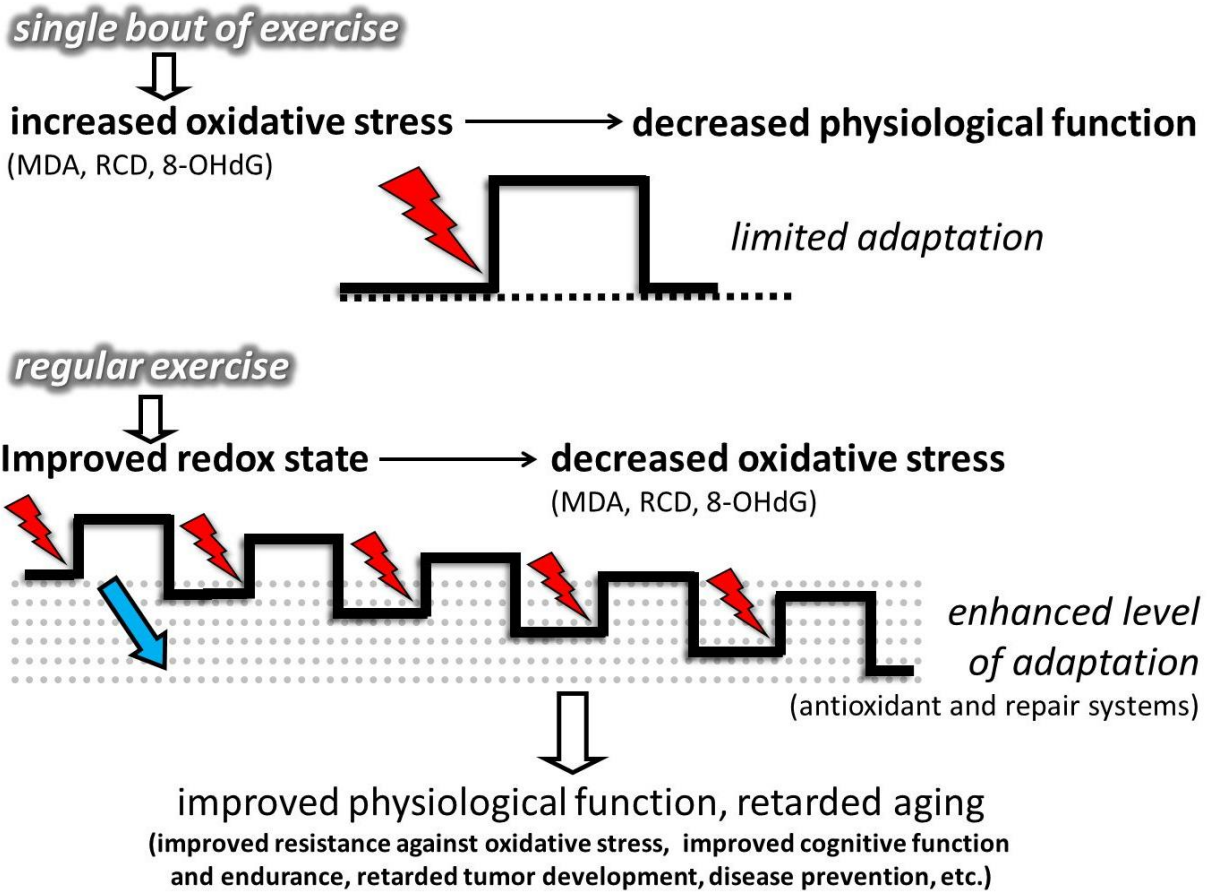 single bout of exercise
increased oxidative stress
decreased physiological function
(MDA, RCD, 8-OHdG)
limited adaptation
regular exercise
Improved redox state
decreased oxidative stress
(MDA, RCD, 8-OHdG)
enhanced level
of adaptation
(antioxidant and repair systems)
improved physiological function, retarded aging
(improved resistance against oxidative stress, improved cognitive function
and endurance, retarded tumor development, disease prevention, etc.)